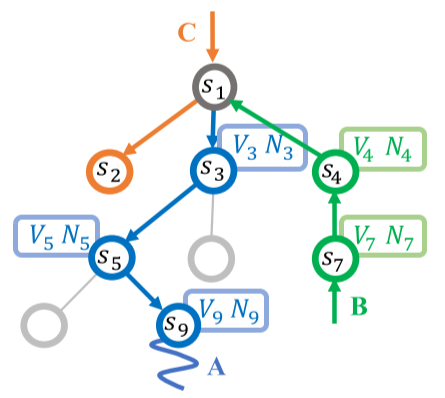 C
s₁
V₃ N₃
V₄ N₄
s₂
s₃
s₄
V₅ N₅
V₇ N₇
s₅
s₇
V₉ N₉
B
s₉
A